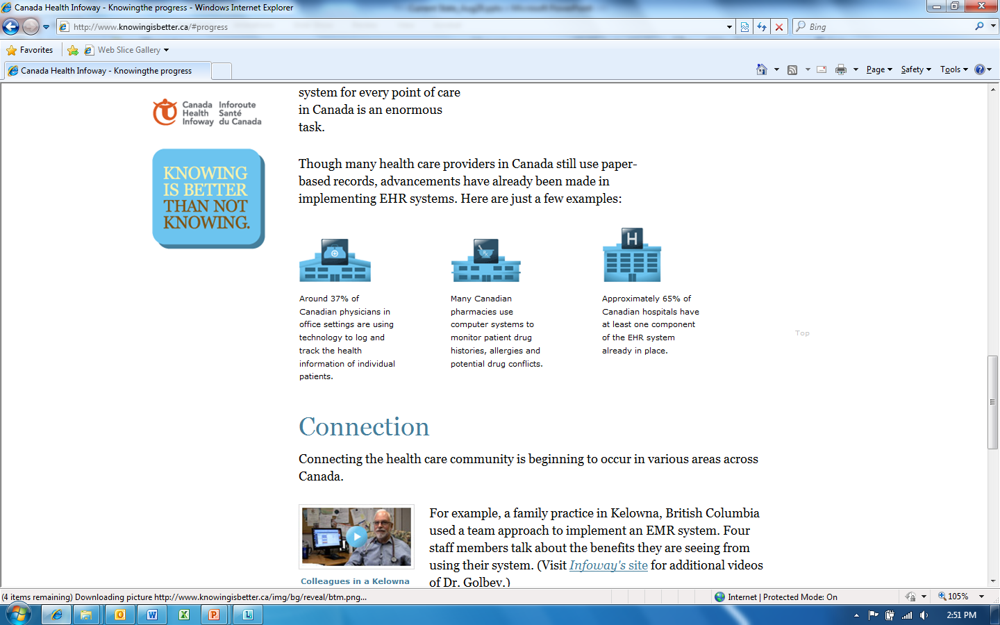 Canada Health Infoway - Knowingthe progress - Windows Internet Explorer
http://www.knowingisbetter.ca/#progress
Bing
Favorites
Web Slice Gallery
Canada Health Infoway - Knowingthe progress
Page
Safety
Tools
Canada Inforoute
Health Santé
Infoway du Canada
KNOWING
IS BETTER
THAN NOT
KNOWING.
system for every point of care
in Canada is an enormous
task.
Though many health care providers in Canada still use paper-
based records, advancements have already been made in
implementing EHR systems. Here are just a few examples:
H
Around 37% of
Canadian physicians in
office settings are using
technology to log and
track the health
information of individual
patients.
Many Canadian
pharmacies use
computer systems to
monitor patient drug
histories, allergies and
potential drug conflicts.
Approximately 65% of
Canadian hospitals have
at least one component
of the EHR system
already in place.
Top
Connection
Connecting the health care community is beginning to occur in various areas across
Canada.
For example, a family practice in Kelowna, British Columbia
used a team approach to implement an EMR system. Four
staff members talk about the benefits they are seeing from
using their system. (Visit Infoway's site for additional videos
of Dr. Golbey.)
Colleagues in a Kelowna
(4 items remaining) Downloading picture http://www.knowingisbetter.ca/img/bg/reveal/btm.png...
Internet | Protected Mode: On
105%
2:51 PM